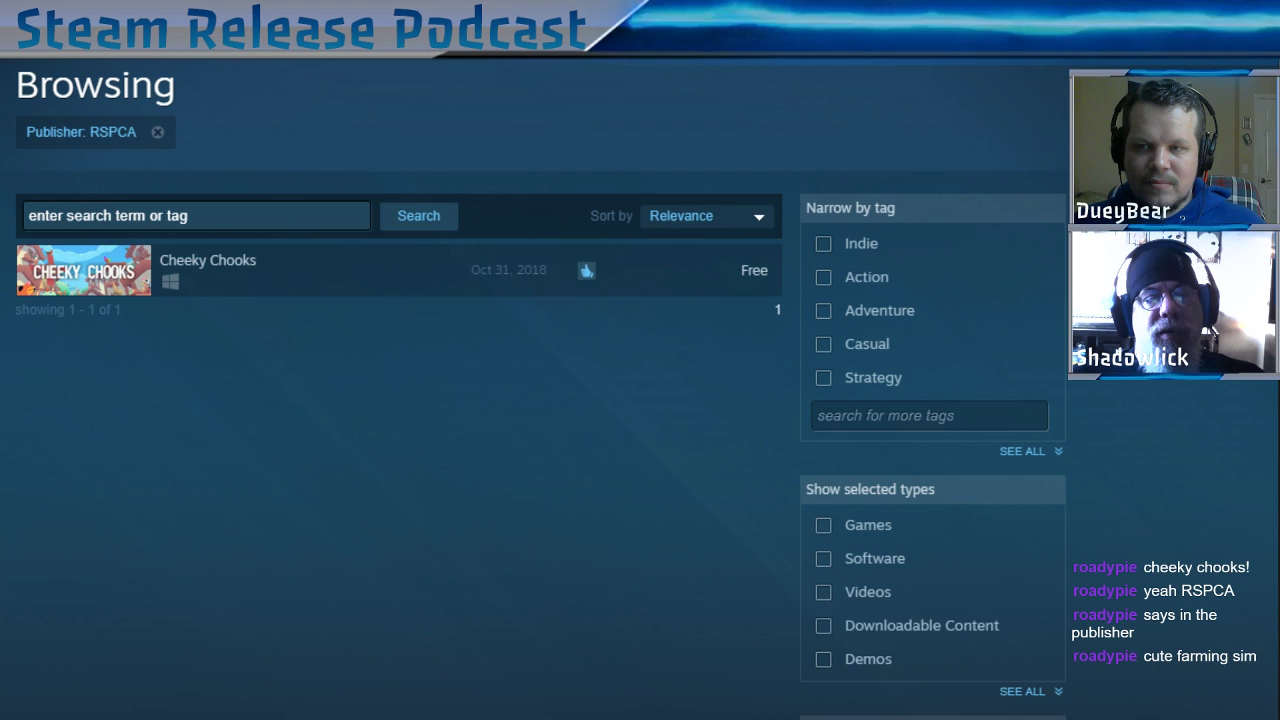 Steam Release Podcast
Browsing
Publisher: RSPCA
enter search term or tag
Search
Sort by
Relevance
CHEEKY CHOOKS
Cheeky Chooks
Oct 31, 2018
Free
showing 1 - 1 of 1
1
Narrow by tag
Indie
Action
Adventure
Casual
Strategy
search for more tags
SEE ALL
Show selected types
Games
Software
Videos
Downloadable Content
Demos
SEE ALL
DueyBear
Shadowlick
roadypie cheeky chooks!
roadypie yeah RSPCA
roadypie says in the
publisher
roadypie cute farming sim